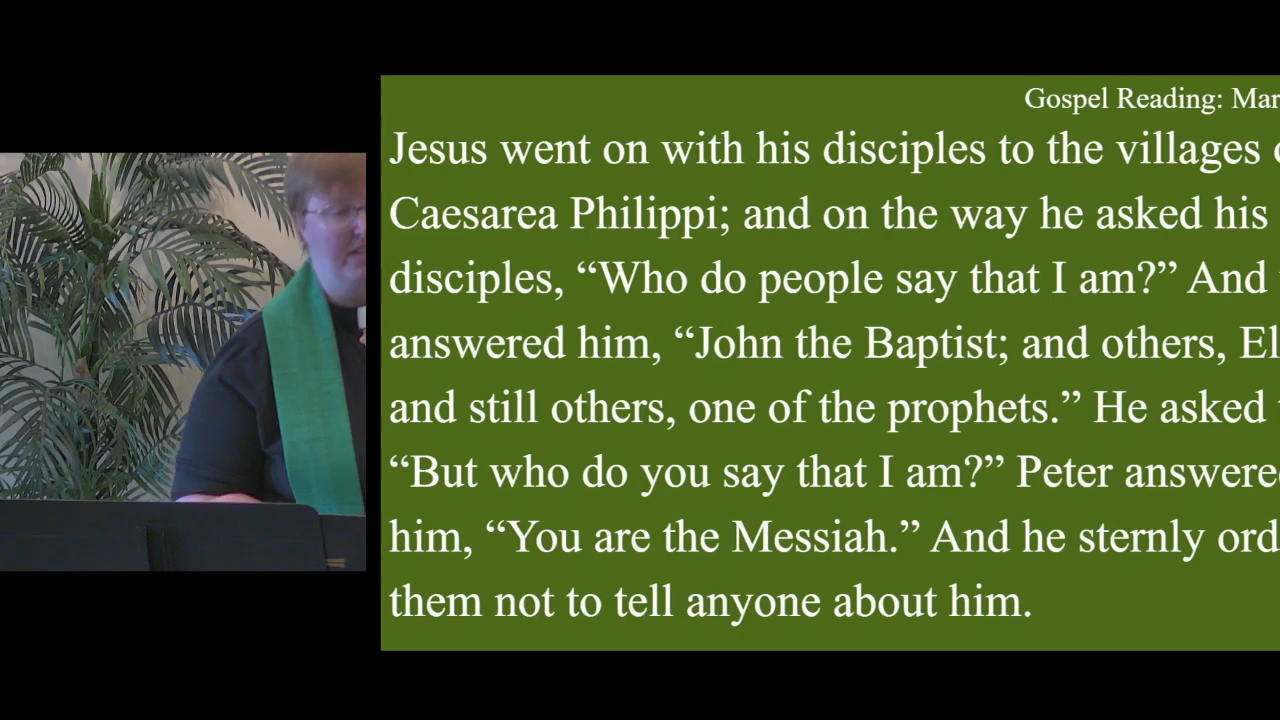 Gospel Reading: Mar
Jesus went on with his disciples to the villages
Caesarea Philippi; and on the way he asked his
disciples, “Who do people say that I am?” And
answered him, “John the Baptist; and others, El
and still others, one of the prophets.” He asked
“But who do you say that I am?” Peter answered
him, “You are the Messiah.” And he sternly ord
them not to tell anyone about him.